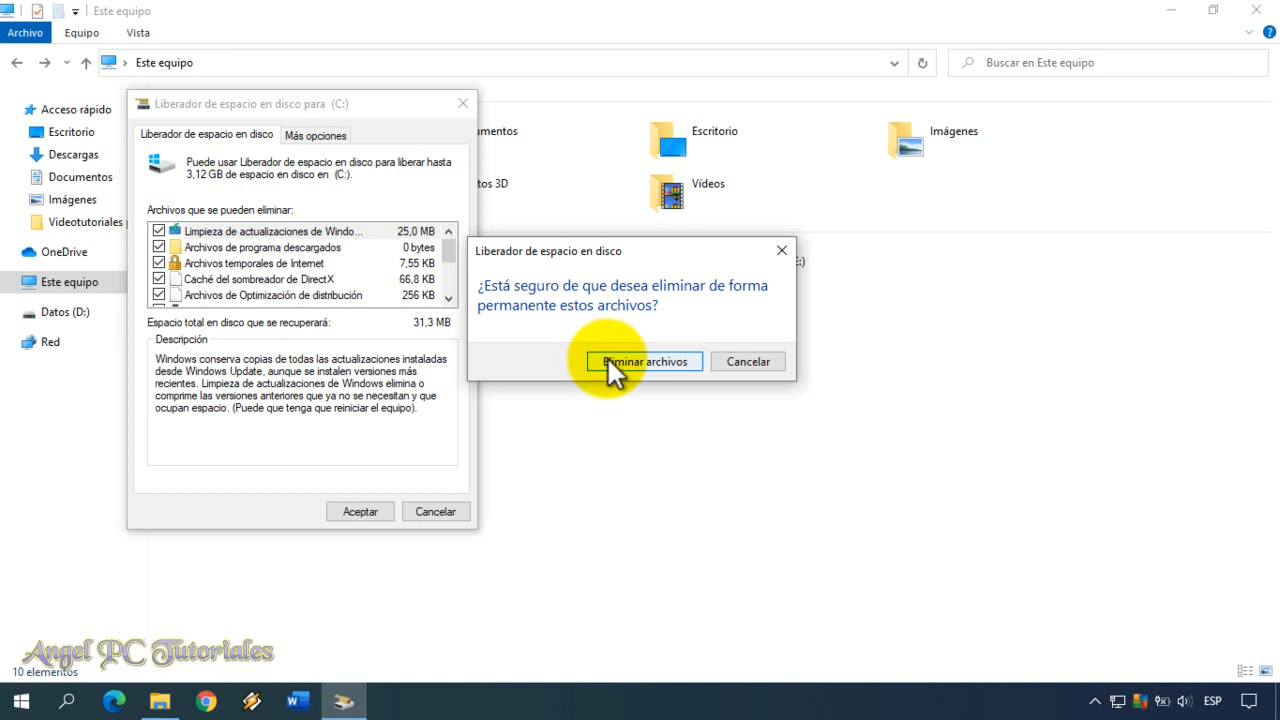 Este equipo
Archivo
Equipo
Vista
?
Este equipo
Buscar en Este equipo
Acceso rápido
Escritorio
Descargas
Documentos
Imágenes
Videotutoriales
OneDrive
Este equipo
Datos (D:)
Red
Liberador de espacio en disco para (C:)
Liberador de espacio en disco
Más opciones
Puede usar Liberador de espacio en disco para liberar hasta
3,12 GB de espacio en disco en (C:).
Archivos que se pueden eliminar:
Limpieza de actualizaciones de Windo... 25,0 MB
Archivos de programa descargados 0 bytes
Archivos temporales de Internet 7,55 KB
Caché del sombreador de DirectX 66,8 KB
Archivos de Optimización de distribución 256 KB
Espacio total en disco que se recuperará: 31,3 MB
Descripción
Windows conserva copias de todas las actualizaciones instaladas
desde Windows Update, aunque se instalen versiones más
recientes. Limpieza de actualizaciones de Windows elimina o
comprime las versiones anteriores que ya no se necesitan y que
ocupan espacio. (Puede que tenga que reiniciar el equipo).
Aceptar
Cancelar
umentos
Escritorio
Imágenes
tos 3D
Vídeos
:)
Liberador de espacio en disco
¿Está seguro de que desea eliminar de forma
permanente estos archivos?
Eliminar archivos
Cancelar
Angel PC Tutoriales
10 elementos
W
ESP